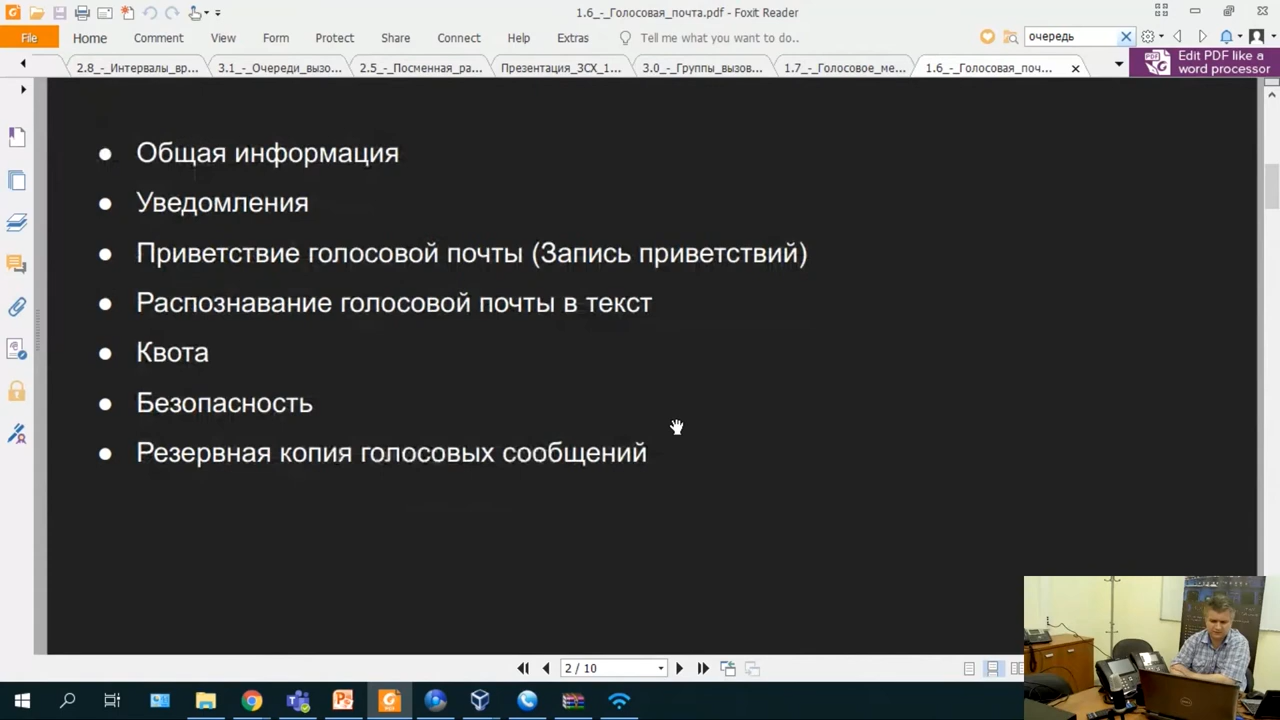 1.6_-_Голосовая_почта.pdf - Foxit Reader
File Home Comment View Form Protect Share Connect Help Extras Tell me what you want to do.. очередь
2.8_-_Интервалы_вр... 3.1_-_Очереди_вызо... 2.5_-_Посменная_ра... Презентация_3CX_1... 3.0_-_Группы_вызов... 1.7_-_Голосовое_ме... 1.6_-_Голосовая_поч...
Edit PDF like a
word processor
● Общая информация
● Уведомления
● Приветствие голосовой почты (Запись приветствий)
● Распознавание голосовой почты в текст
● Квота
● Безопасность
● Резервная копия голосовых сообщений
2 / 10